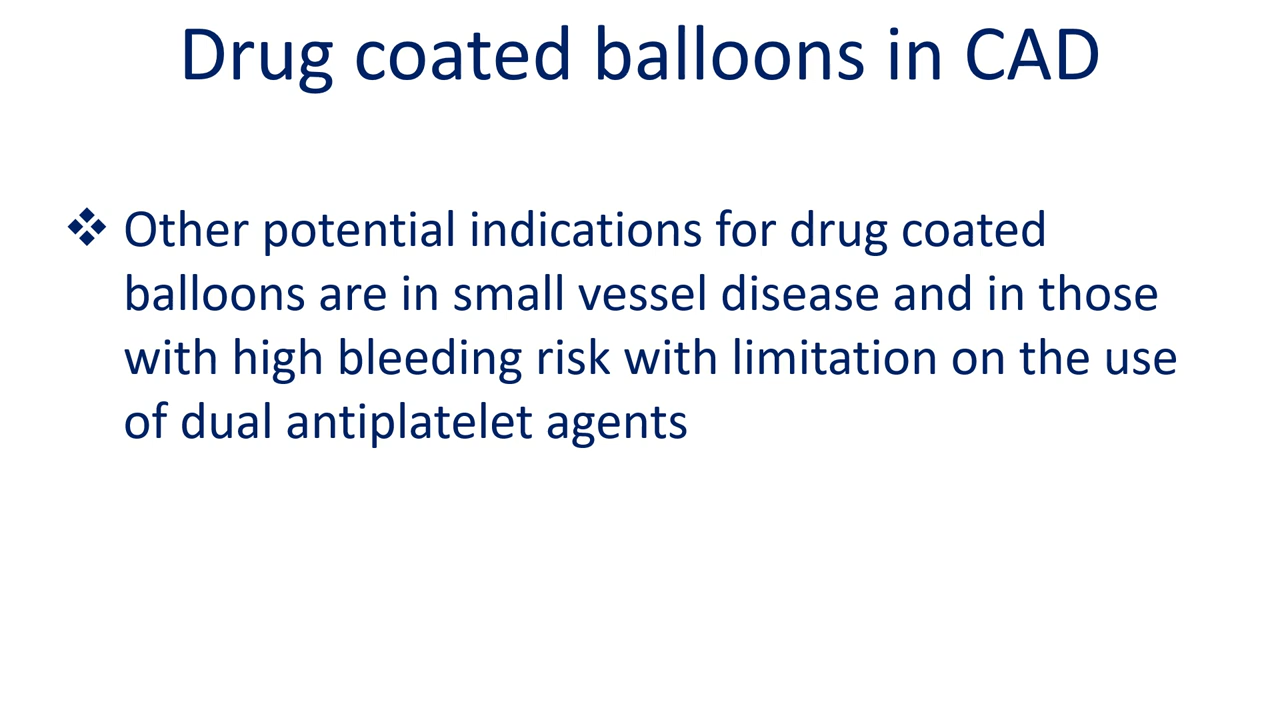 Drug coated balloons in CAD
❖ Other potential indications for drug coated
balloons are in small vessel disease and in those
with high bleeding risk with limitation on the use
of dual antiplatelet agents